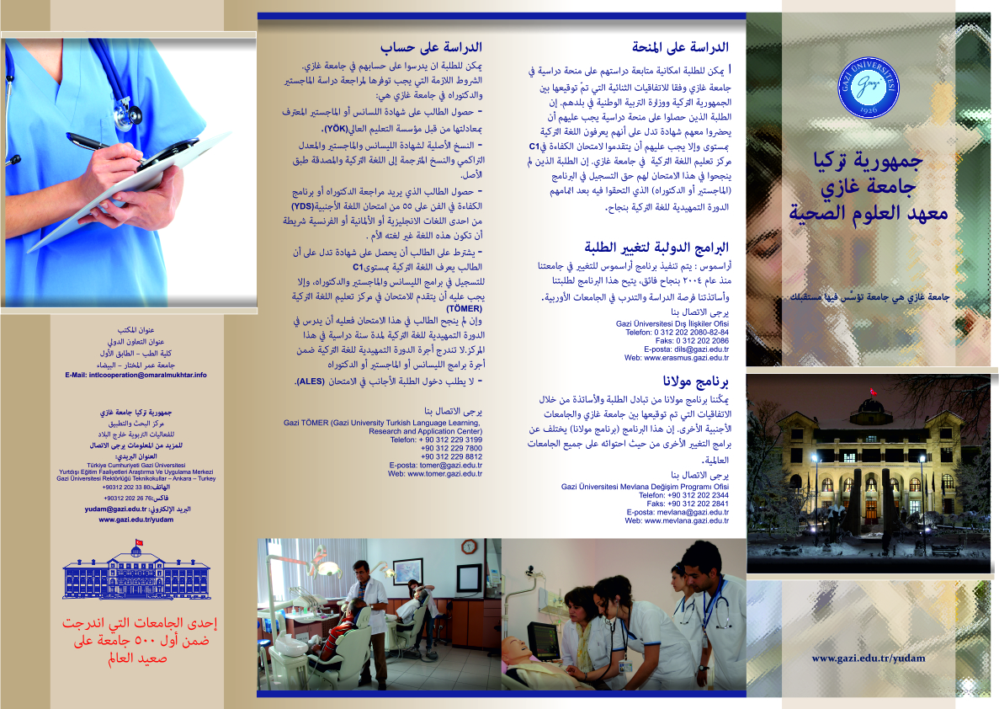 GAZİ ÜNİVERSİTESİ
Gazi
1926
جمهورية تركيا
جامعة غازي
معهد العلوم الصحية
جامعة غازي هي جامعة تؤسّس فيها مستقبلك
www.gazi.edu.tr/yudam
الدراسة على المنحة
ا يمكن للطلبة امكانية متابعة دراستهم على منحة دراسية في
جامعة غازي وفقا للاتفاقيات الثنائية التي تمّ توقيعها بين
الجمهورية التركية ووزارة التربية الوطنية في بلدهم. إن
الطلبة الذين حصلوا على منحة دراسية يجب عليهم أن
يحضروا معهم شهادة تدل على أنهم يعرفون اللغة التركية
بمستوى وإلا يجب عليهم أن يتقدموا لامتحان الكفاءة فيC1
مركز تعليم اللغة التركية في جامعة غازي. إن الطلبة الذين لم
ينجحوا في هذا الامتحان لهم حق التسجيل في البرنامج
(الماجستير أو الدكتوراه) الذي التحقوا فيه بعد اتمامهم
الدورة التمهيدية للغة التركية بنجاح.
البرامج الدولية لتغيير الطلبة
أراسموس : يتم تنفيذ برنامج أراسموس للتغيير في جامعتنا
منذ عام ٢٠٠٤ بنجاح فائق، يتيح هذا البرنامج لطلبتنا
وأساتذتنا فرصة الدراسة والتدرب في الجامعات الأوربية.
يرجى الاتصال بنا
Gazi Üniversitesi Dış İlişkiler Ofisi
Telefon: 0 312 202 2080-82-84
Faks: 0 312 202 2086
E-posta: dils@gazi.edu.tr
Web: www.erasmus.gazi.edu.tr
برنامج مولانا
يمكّننا برنامج مولانا من تبادل الطلبة والأساتذة من خلال
الاتفاقيات التي تم توقيعها بين جامعة غازي والجامعات
الأجنبية الأخرى. إن هذا البرنامج (برنامج مولانا) يختلف عن
برامج التغيير الأخرى من حيث احتوائه على جميع الجامعات
العالمية.
يرجى الاتصال بنا
Gazi Üniversitesi Mevlana Değişim Programı Ofisi
Telefon: +90 312 202 2344
Faks: +90 312 202 2841
E-posta: mevlana@gazi.edu.tr
Web: www.mevlana.gazi.edu.tr
الدراسة على حساب
يمكن للطلبة ان يدرسوا على حسابهم في جامعة غازي.
الشروط اللازمة التي يجب توفرها لمراجعة دراسة الماجستير
والدكتوراه في جامعة غازي هي:
- حصول الطالب على شهادة اللسانس أو الماجستير المعترف
بمعادلتها من قبل مؤسسة التعليم العالي(YÖK).
- النسخ الأصلية لشهادة الليسانس والماجستير والمعدل
التراكمي والنسخ المترجمة إلى اللغة التركية والمصدقة طبق
الأصل.
- حصول الطالب الذي يريد مراجعة الدكتوراه أو برنامج
الكفاءة في الفن على ٥٥ من امتحان اللغة الأجنبية(YDS)
من احدى اللغات الانجليزية أو الألمانية أو الفرنسية شريطة
أن تكون هذه اللغة غير لغته الأم .
- يشترط على الطالب أن يحصل على شهادة تدل على أن
الطالب يعرف اللغة التركية بمستوىC1
للتسجيل في برامج الليسانس والماجستير والدكتوراه، وإلا
يجب عليه أن يتقدم للامتحان في مركز تعليم اللغة التركية
(TÖMER)
وإن لم ينجح الطالب في هذا الامتحان فعليه أن يدرس في
الدورة التمهيدية للغة التركية لمدة سنة دراسية في هذا
المركز.لا تندرج أجرة الدورة التمهيدية للغة التركية ضمن
أجرة برامج الليسانس أو الماجستير أو الدكتوراه
- لا يطلب دخول الطلبة الأجانب في الامتحان (ALES).
يرجى الاتصال بنا
Gazi TÖMER (Gazi University Turkish Language Learning,
Research and Application Center)
Telefon: + 90 312 229 3199
+90 312 229 7800
+90 312 229 8812
E-posta: tomer@gazi.edu.tr
Web: www.tomer.gazi.edu.tr
عنوان المكتب
عنوان التعاون الدولي
كلية الطب – الطابق الأول
جامعة عمر المختار – البيضاء
E-Mail: intlcooperation@omaralmukhtar.info
جمهورية تركيا جامعة غازي
مركز البحث والتطبيق
للفعاليات التربوية خارج البلاد
للمزيد من المعلومات يرجى الاتصال
العنوان البريدي:
Türkiye Cumhuriyeti Gazi Üniversitesi
Yurtdışı Eğitim Faaliyetleri Araştırma Ve Uygulama Merkezi
Gazi Üniversitesi Rektörlüğü Teknikokullar – Ankara – Turkey
الهاتف:+90312 202 33 80
فاكس:+90312 202 26 76
البريد الإلكتروني: yudam@gazi.edu.tr
www.gazi.edu.tr/yudam
إحدى الجامعات التي اندرجت
ضمن أول ٥٠٠ جامعة على
صعيد العالم